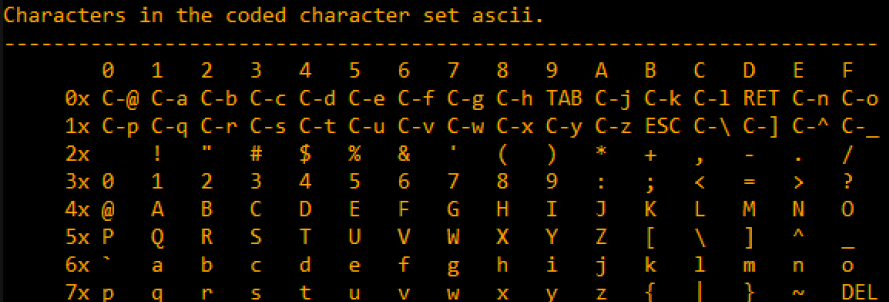 Characters in the coded character set ascii.
-----------------------------------------------------------------------
0 1 2 3 4 5 6 7 8 9 A B C D E F
0x C-@ C-a C-b C-c C-d C-e C-f C-g C-h TAB C-j C-k C-l RET C-n C-o
1x C-p C-q C-r C-s C-t C-u C-v C-w C-x C-y C-z ESC C-\ C-] C-^ C-_
2x ! " # $ % & ' ( ) * + , - . /
3x 0 1 2 3 4 5 6 7 8 9 : ; < = > ?
4x @ A B C D E F G H I J K L M N O
5x P Q R S T U V W X Y Z [ \ ] ^ _
6x ` a b c d e f g h i j k l m n o
7x p q r s t u v w x y z { | } ~ DEL